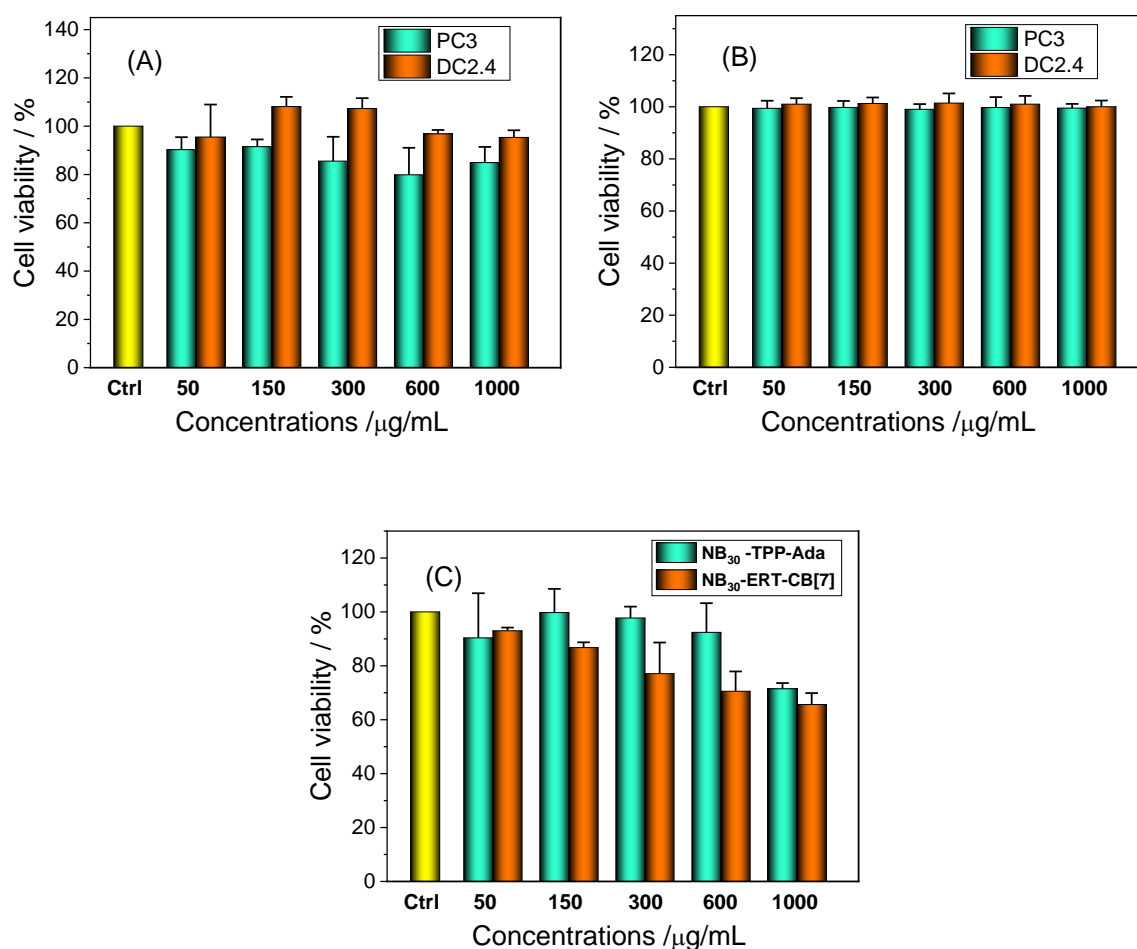 (A)
PC3
DC2.4
140
120
100
80
60
40
20
0
Cell viability / %
Ctrl 50 150 300 600 1000
Concentrations /μg/mL
(B)
PC3
DC2.4
120
100
80
60
40
20
0
Cell viability / %
Ctrl 50 150 300 600 1000
Concentrations /μg/mL
(C)
NB₃₀ -TPP-Ada
NB₃₀-ERT-CB[7]
120
100
80
60
40
20
0
Cell viability / %
Ctrl 50 150 300 600 1000
Concentrations /μg/mL